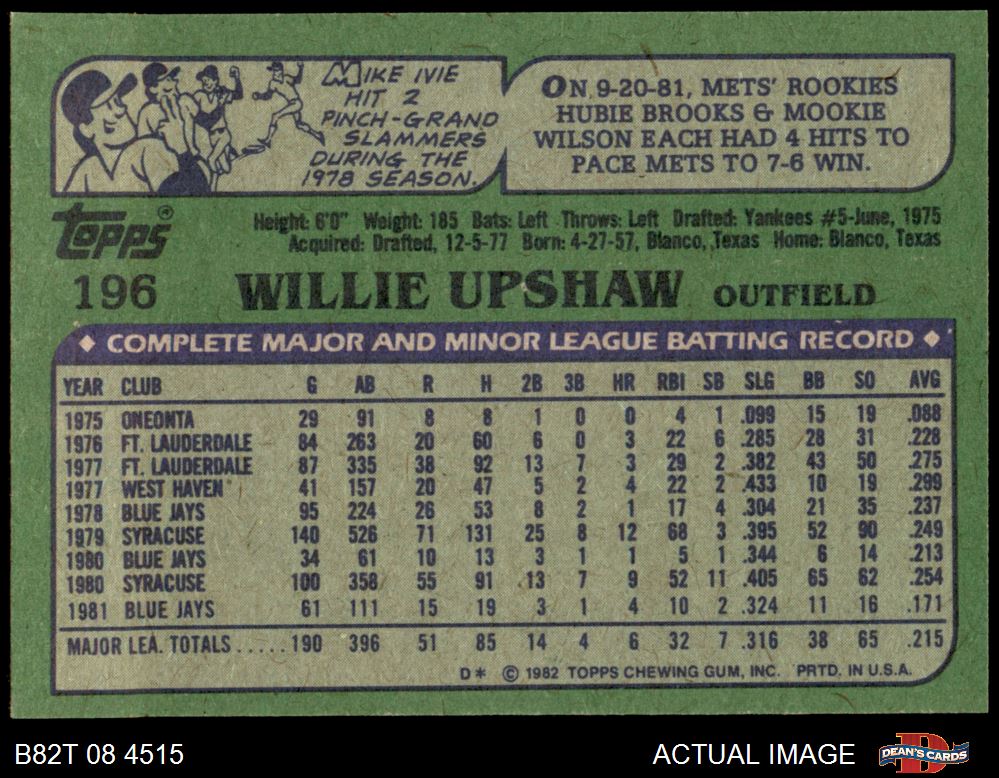 MIKE IVIE
HIT 2
PINCH-GRAND
SLAMMERS
DURING THE
1978 SEASON.
ON 9-20-81, METS' ROOKIES
HUBIE BROOKS & MOOKIE
WILSON EACH HAD 4 HITS TO
PACE METS TO 7-6 WIN.
Topps®
Height: 6'0" Weight: 185 Bats: Left Throws: Left Drafted: Yankees #5-June, 1975
Acquired: Drafted, 12-5-77 Born: 4-27-57, Blanco, Texas Home: Blanco, Texas
196 WILLIE UPSHAW OUTFIELD
♦ COMPLETE MAJOR AND MINOR LEAGUE BATTING RECORD ♦
YEAR CLUB G AB R H 2B 3B HR RBI SB SLG BB SO AVG
1975 ONEONTA 29 91 8 8 1 0 0 4 1 .099 15 19 .088
1976 FT. LAUDERDALE 84 263 20 60 6 0 3 22 6 .285 28 31 .228
1977 FT. LAUDERDALE 87 335 38 92 13 7 3 29 2 .382 43 50 .275
1977 WEST HAVEN 41 157 20 47 5 2 4 22 2 .433 10 19 .299
1978 BLUE JAYS 95 224 26 53 8 2 1 17 4 .304 21 35 .237
1979 SYRACUSE 140 526 71 131 25 8 12 68 3 .395 52 90 .249
1980 BLUE JAYS 34 61 10 13 3 1 1 5 1 .344 6 14 .213
1980 SYRACUSE 100 358 55 91 13 7 9 52 11 .405 65 62 .254
1981 BLUE JAYS 61 111 15 19 3 1 4 10 2 .324 11 16 .171
MAJOR LEA. TOTALS.....190 396 51 85 14 4 6 32 7 .316 38 65 .215
D* © 1982 TOPPS CHEWING GUM, INC. PRTD. IN U.S.A.
B82T 08 4515 ACTUAL IMAGE DEAN'S CARDS